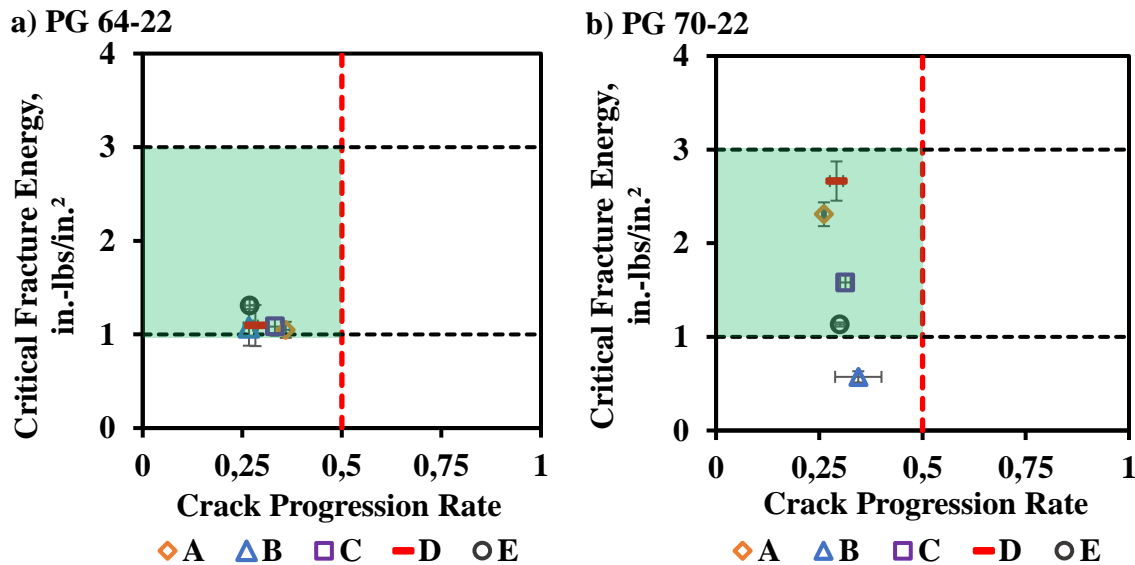 a) PG 64-22
Critical Fracture Energy,
in.-lbs/in.²
4
3
2
1
0
0 0,25 0,5 0,75 1
Crack Progression Rate
A B C D E
b) PG 70-22
Critical Fracture Energy,
in.-lbs/in.²
4
3
2
1
0
0 0,25 0,5 0,75 1
Crack Progression Rate
A B C D E